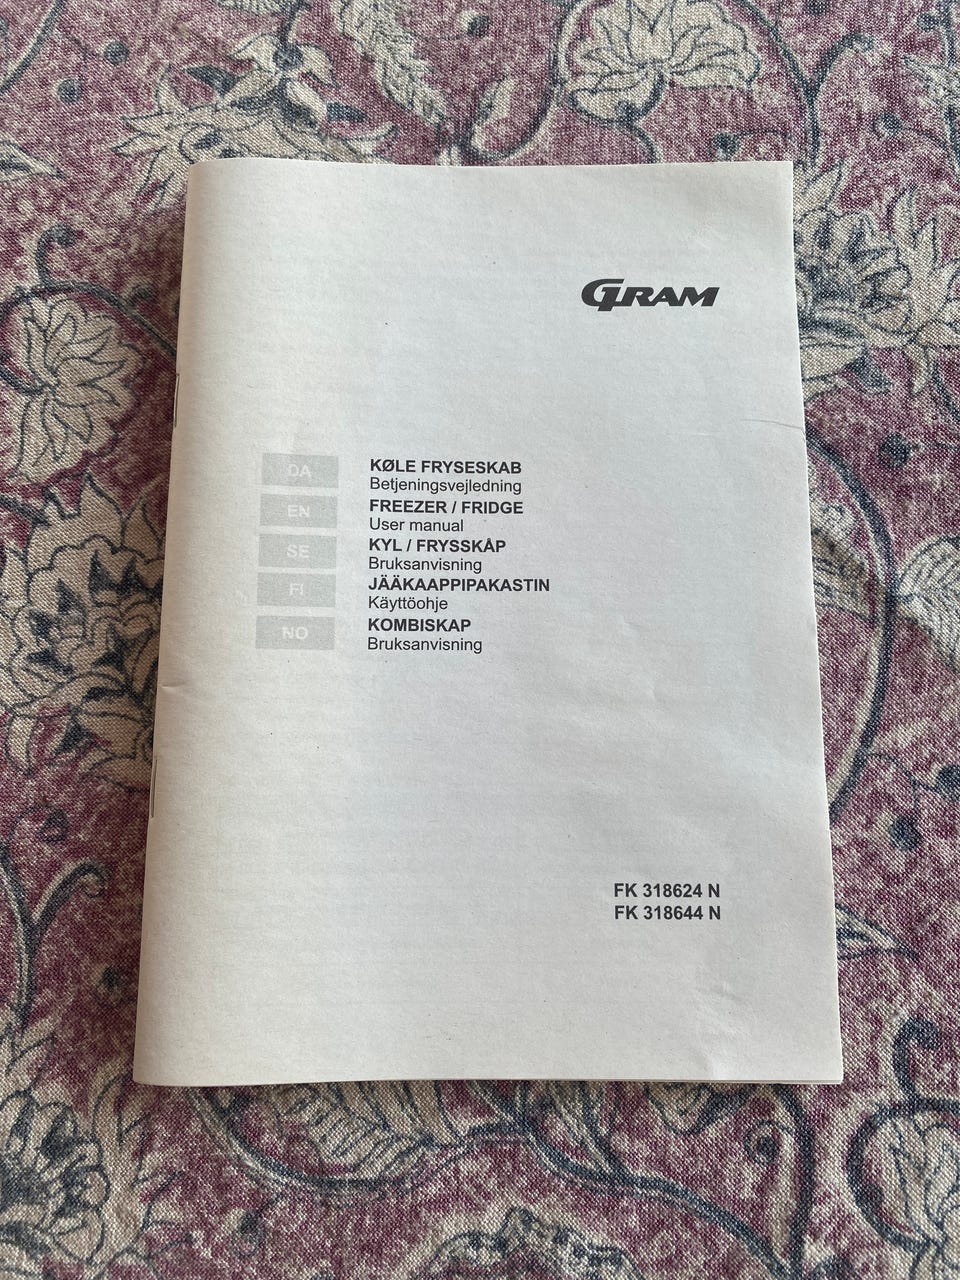 GRAM
DA KØLE FRYSESKAB
Betjeningsvejledning
EN FREEZER / FRIDGE
User manual
SE KYL / FRYSSKÅP
Bruksanvisning
FI JÄÄKAAPPIPAKASTIN
Käyttöohje
NO KOMBISKAP
Bruksanvisning
FK 318624 N
FK 318644 N